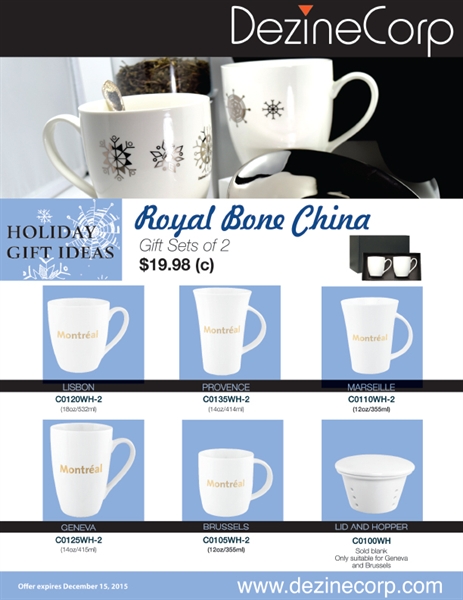 DezineCorp
HOLIDAY
GIFT IDEAS
Royal Bone China
Gift Sets of 2
$19.98 (c)
Montréal
Montréal
Montréal
LISBON
PROVENCE
MARSEILLE
C0120WH-2
C0135WH-2
C0110WH-2
(18oz/532ml)
(14oz/414ml)
(12oz/355ml)
Montréal
Montréal
GENEVA
BRUSSELS
LID AND HOPPER
C0125WH-2
C0105WH-2
C0100WH
(14oz/415ml)
(12oz/355ml)
Sold blank
Only suitable for Geneva
and Brussels
Offer expires December 15, 2015
www.dezinecorp.com